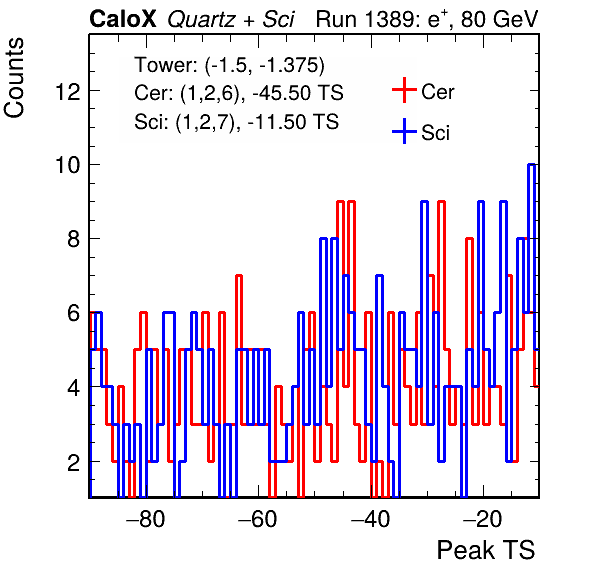 CaloX Quartz + Sci Run 1389: e+, 80 GeV
Counts
Tower: (-1.5, -1.375)
Cer: (1,2,6), -45.50 TS
Sci: (1,2,7), -11.50 TS
Cer
Sci
12
10
8
6
4
2
−80 −60 −40 −20
Peak TS